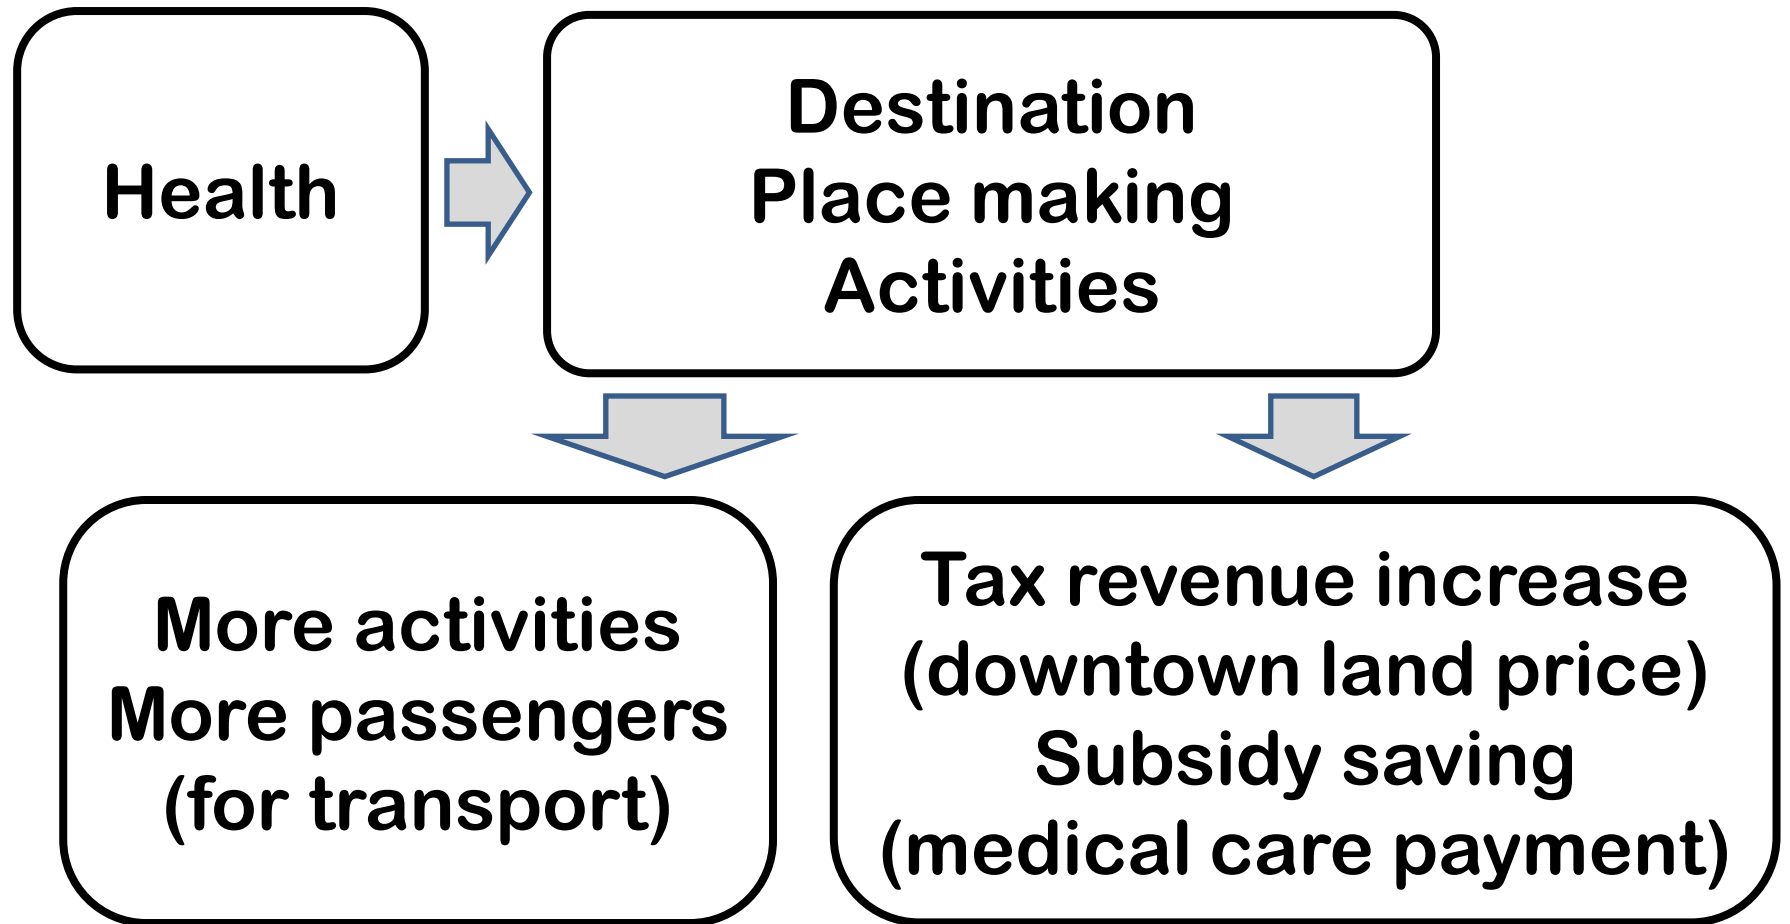 Health
Destination
Place making
Activities
More activities
More passengers
(for transport)
Tax revenue increase
(downtown land price)
Subsidy saving
(medical care payment)